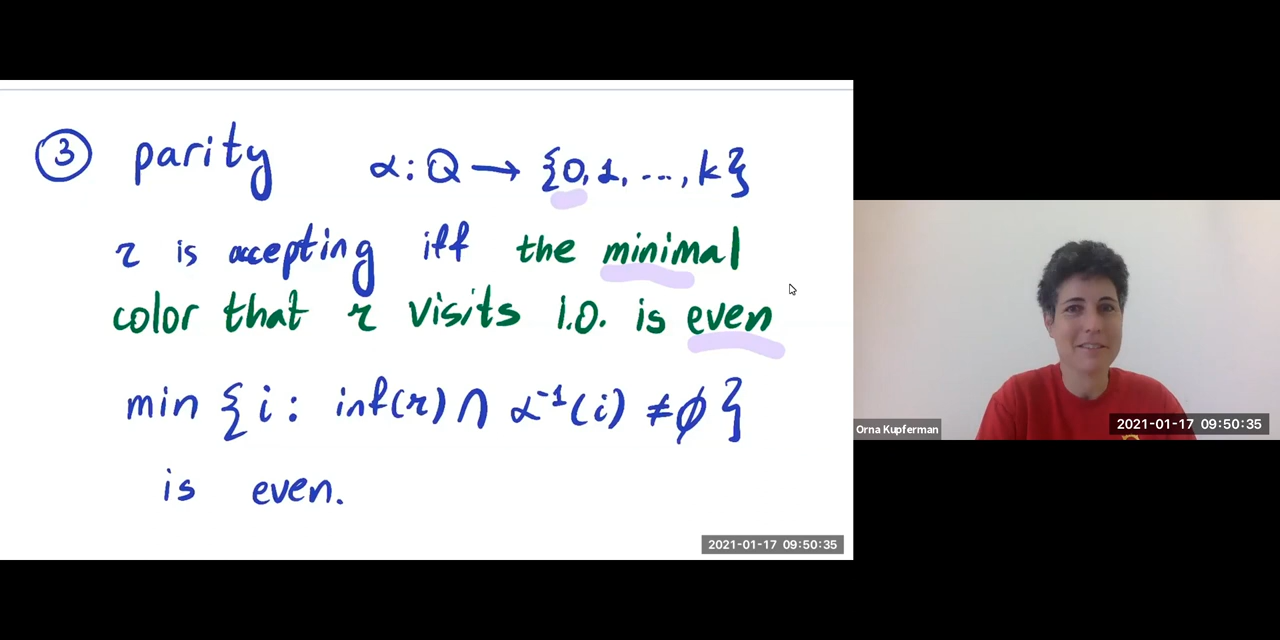 3 parity α: Q → {0, 1, ..., k}
r is accepting iff the minimal
color that r visits i.o. is even
min {i: inf(r) ∩ α⁻¹(i) ≠ ∅}
is even.
2021-01-17 09:50:35
Orna Kupferman
2021-01-17 09:50:35